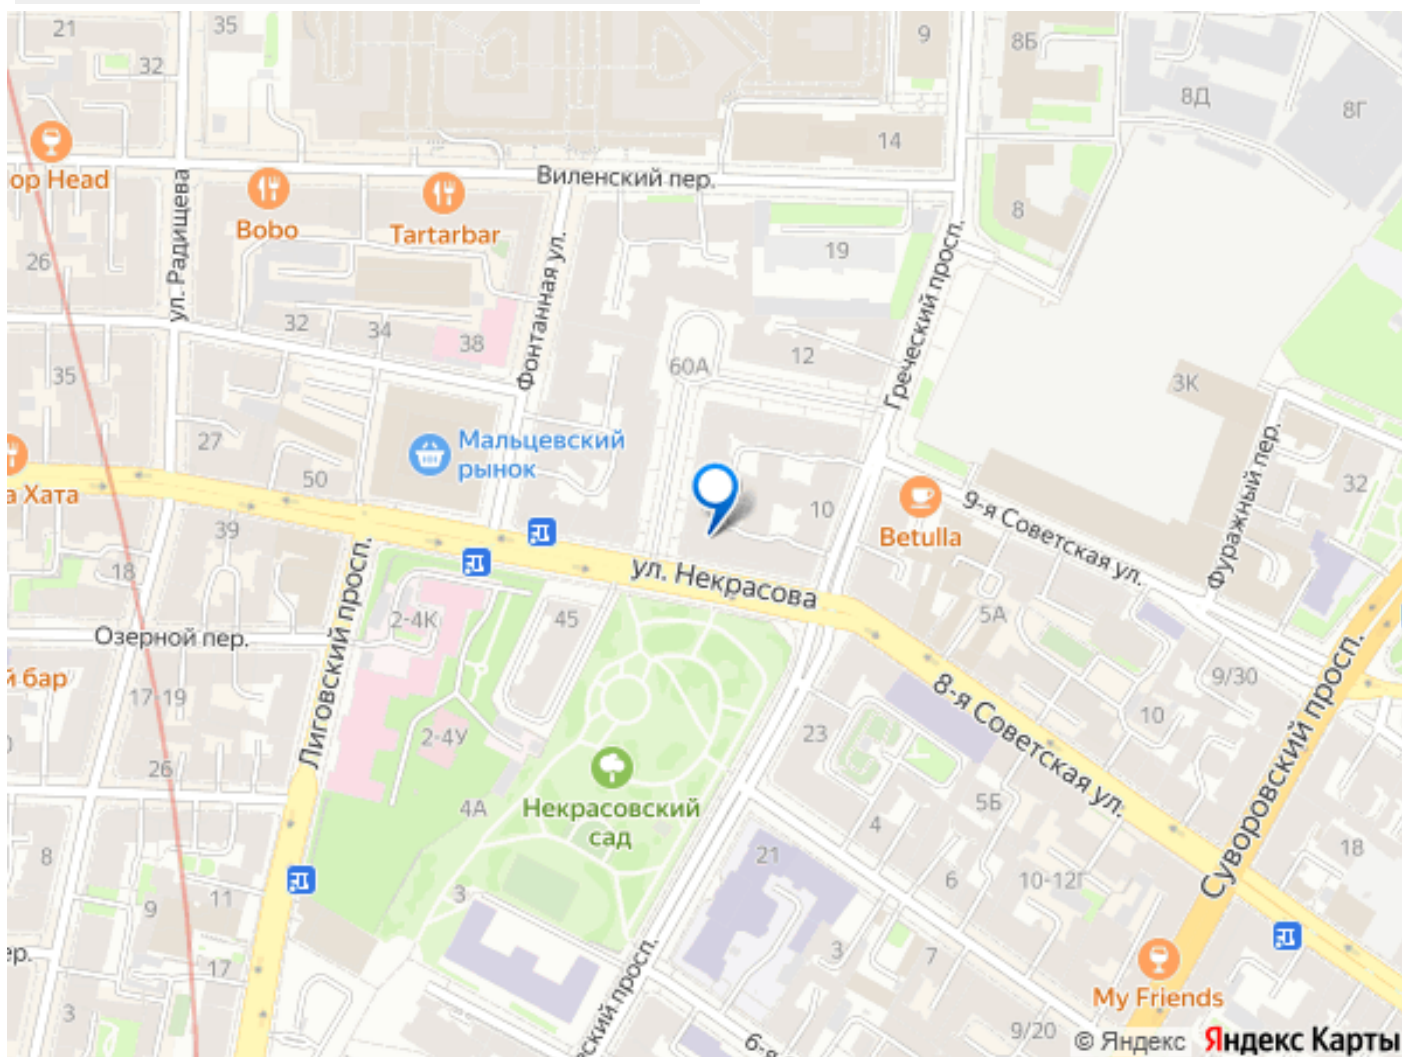 21
35
9
8Б
32
8Д
8Г
14
op Head
Виленский пер.
Bobo
Tartarbar
ул. Радищева
8
26
19
Фонтанная ул.
Греческий просп.
32
34
38
12
60А
35
3К
27
Мальцевский
рынок
50
а Хата
10
Betulla
9-я Советская ул.
Фуражный пер.
32
39
18
ул. Некрасова
2-4К
45
5А
Озерной пер.
й бар
17-19
Лиговский просп.
9/30
10
8-я Советская ул.
Суворовский просп.
2-4У
23
26
4А
Некрасовский
сад
5Б
4
8
21
18
6
10-12Г
3
11
9
ер.
17
3
7
My Friends
3
еский просп.
6-я
9/20
© Яндекс Яндекс Карты